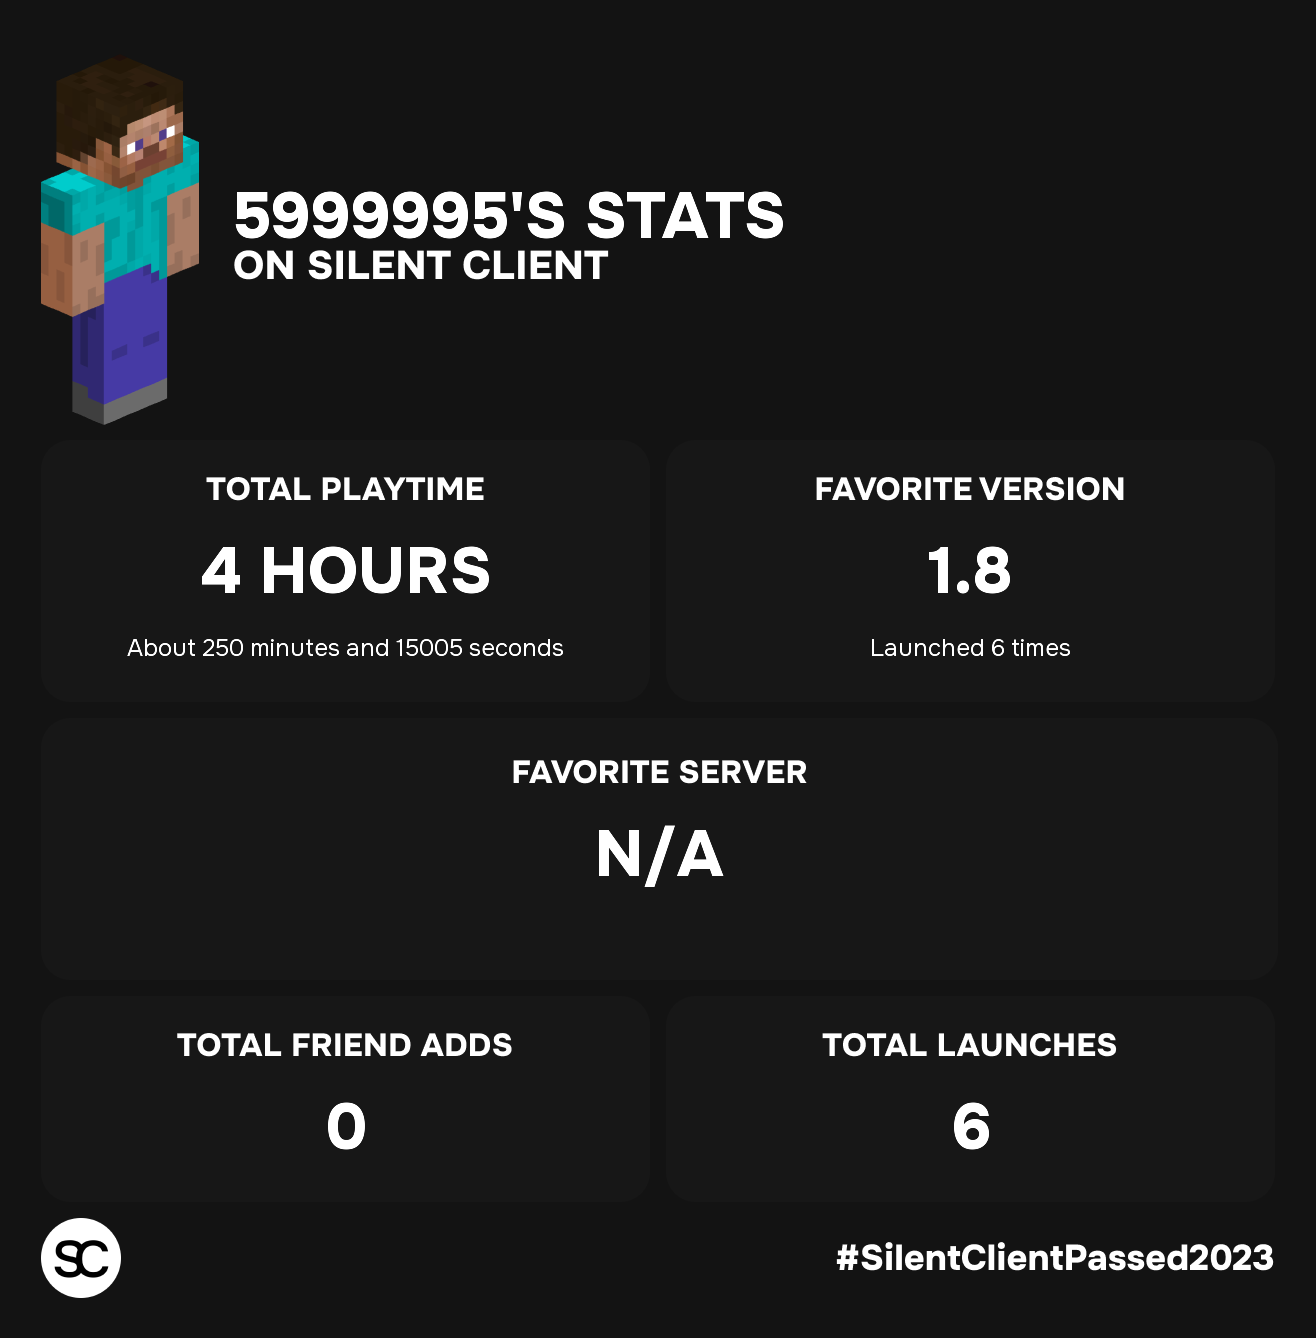 5999995'S STATS
ON SILENT CLIENT
TOTAL PLAYTIME
4 HOURS
About 250 minutes and 15005 seconds
FAVORITE VERSION
1.8
Launched 6 times
FAVORITE SERVER
N/A
TOTAL FRIEND ADDS
0
TOTAL LAUNCHES
6
SC
#SilentClientPassed2023